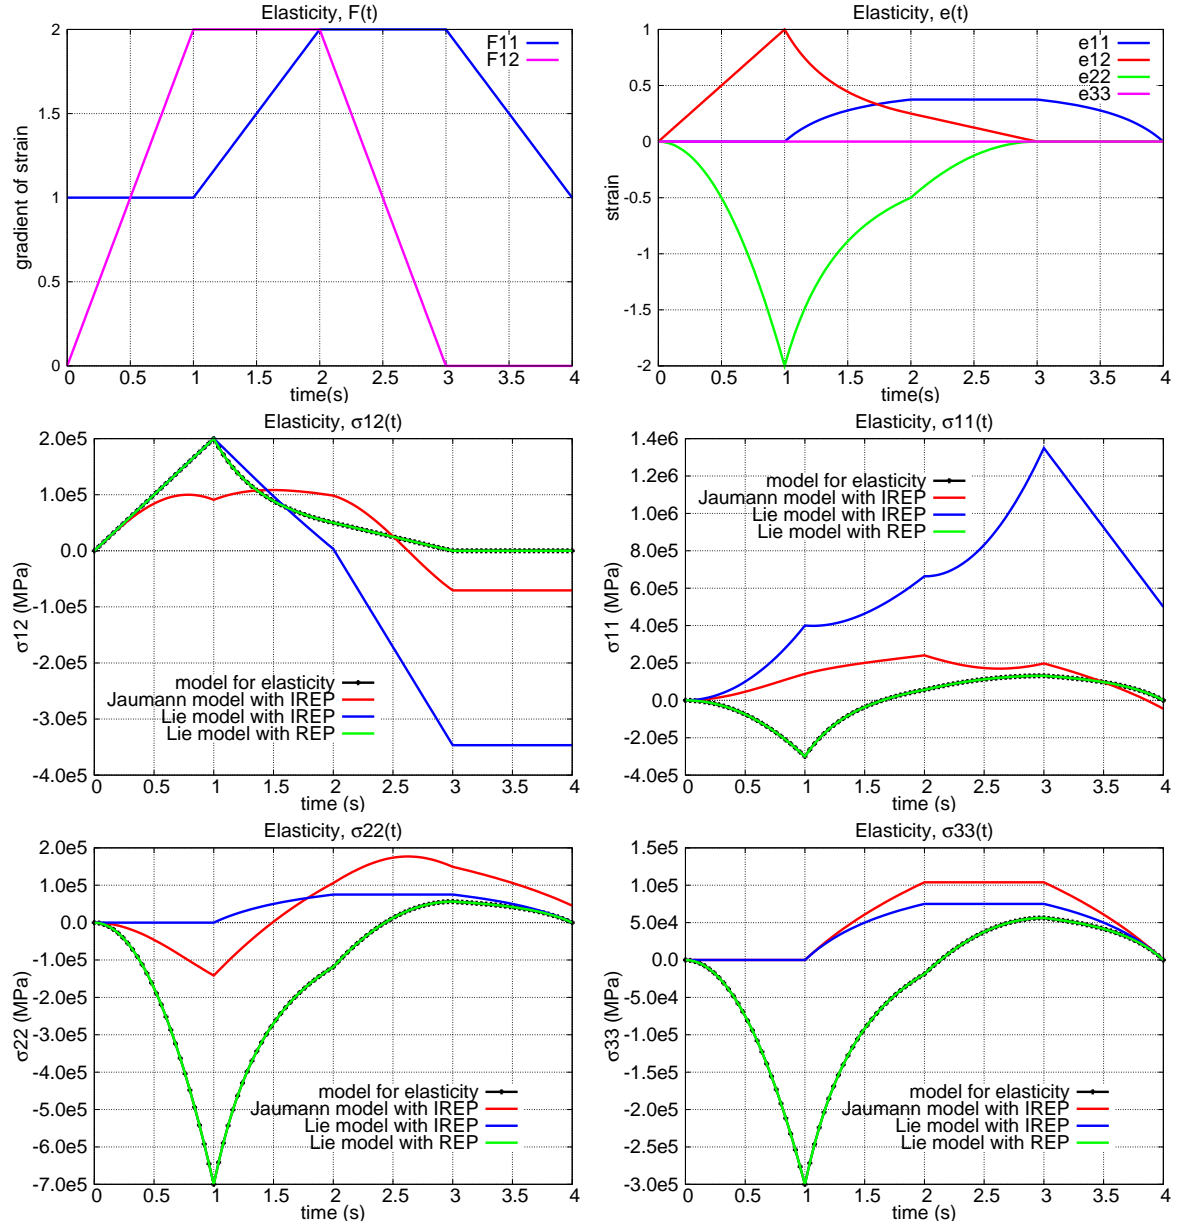 Elasticity, F(t)
F11
F12
gradient of strain
2
1.5
1
0.5
0
0 0.5 1 1.5 2 2.5 3 3.5 4
time(s)
Elasticity, e(t)
e11
e12
e22
e33
strain
1
0.5
0
-0.5
-1
-1.5
-2
0 0.5 1 1.5 2 2.5 3 3.5 4
time(s)
Elasticity, σ12(t)
σ12 (MPa)
2.0e5
1.0e5
0.0
-1.0e5
-2.0e5
-3.0e5
-4.0e5
model for elasticity
Jaumann model with IREP
Lie model with IREP
Lie model with REP
0 0.5 1 1.5 2 2.5 3 3.5 4
time (s)
Elasticity, σ11(t)
σ11 (MPa)
1.4e6
1.2e6
1.0e6
8.0e5
6.0e5
4.0e5
2.0e5
0.0
-2.0e5
-4.0e5
model for elasticity
Jaumann model with IREP
Lie model with IREP
Lie model with REP
0 0.5 1 1.5 2 2.5 3 3.5 4
time (s)
Elasticity, σ22(t)
σ22 (MPa)
2.0e5
1.0e5
0.0
-1.0e5
-2.0e5
-3.0e5
-4.0e5
-5.0e5
-6.0e5
-7.0e5
model for elasticity
Jaumann model with IREP
Lie model with IREP
Lie model with REP
0 0.5 1 1.5 2 2.5 3 3.5 4
time (s)
Elasticity, σ33(t)
σ33 (MPa)
1.5e5
1.0e5
5.0e4
0.0
-5.0e4
-1.0e5
-1.5e5
-2.0e5
-2.5e5
-3.0e5
model for elasticity
Jaumann model with IREP
Lie model with IREP
Lie model with REP
0 0.5 1 1.5 2 2.5 3 3.5 4
time (s)